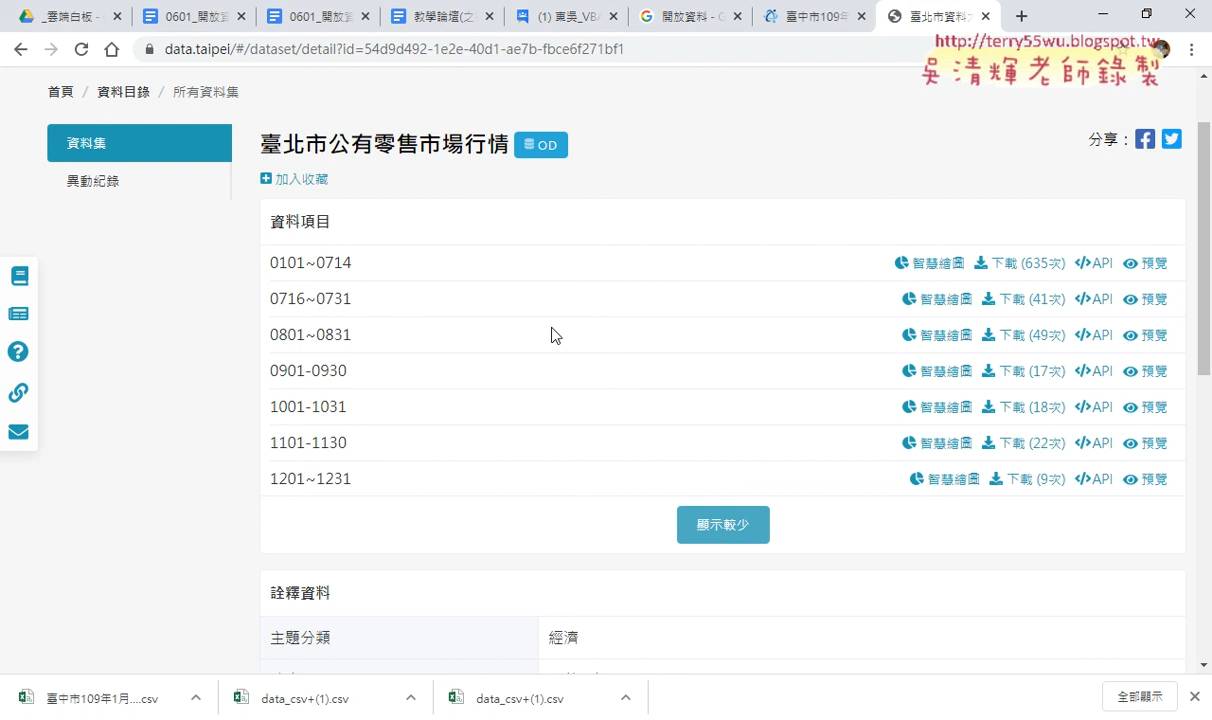 _雲端白板 -
0601_開放資
0601_開放資
教學論壇(之
(1) 東吳_VBA
開放資料 - G
臺中市109年
臺北市資料大
data.taipei/#/dataset/detail?id=54d9d492-1e2e-40d1-ae7b-fbce6f271bf1
http://terry55wu.blogspot.tw
吳清輝老師錄製
首頁 / 資料目錄 / 所有資料集
資料集
異動紀錄
臺北市公有零售市場行情 OD
分享：
加入收藏
資料項目
0101~0714 智慧繪圖 下載 (635次) </>API 預覽
0716~0731 智慧繪圖 下載 (41次) </>API 預覽
0801~0831 智慧繪圖 下載 (49次) </>API 預覽
0901-0930 智慧繪圖 下載 (17次) </>API 預覽
1001-1031 智慧繪圖 下載 (18次) </>API 預覽
1101-1130 智慧繪圖 下載 (22次) </>API 預覽
1201~1231 智慧繪圖 下載 (9次) </>API 預覽
顯示較少
詮釋資料
主題分類 經濟
臺中市109年1月....csv
data_csv+(1).csv
data_csv+(1).csv
全部顯示